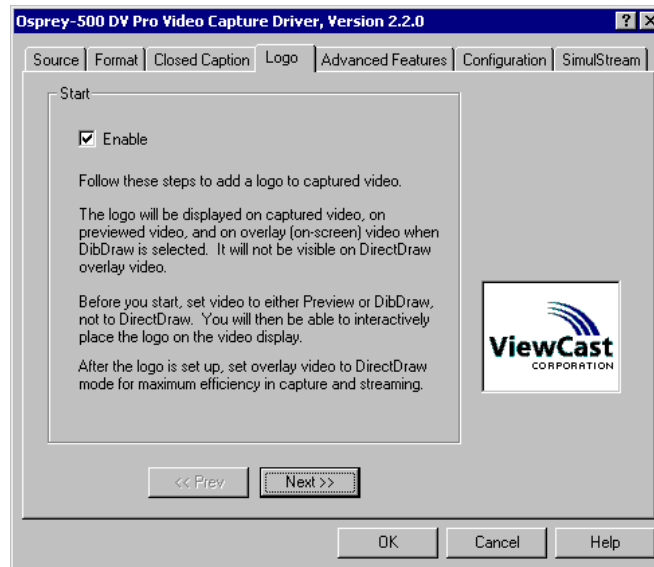 Osprey-500 DV Pro Video Capture Driver, Version 2.2.0
Source Format Closed Caption Logo Advanced Features Configuration SimulStream
Start
Enable
Follow these steps to add a logo to captured video.
The logo will be displayed on captured video, on
previewed video, and on overlay (on-screen) video when
DibDraw is selected. It will not be visible on DirectDraw
overlay video.
Before you start, set video to either Preview or DibDraw,
not to DirectDraw. You will then be able to interactively
place the logo on the video display.
After the logo is set up, set overlay video to DirectDraw
mode for maximum efficiency in capture and streaming.
ViewCast
CORPORATION
<< Prev Next >>
OK Cancel Help